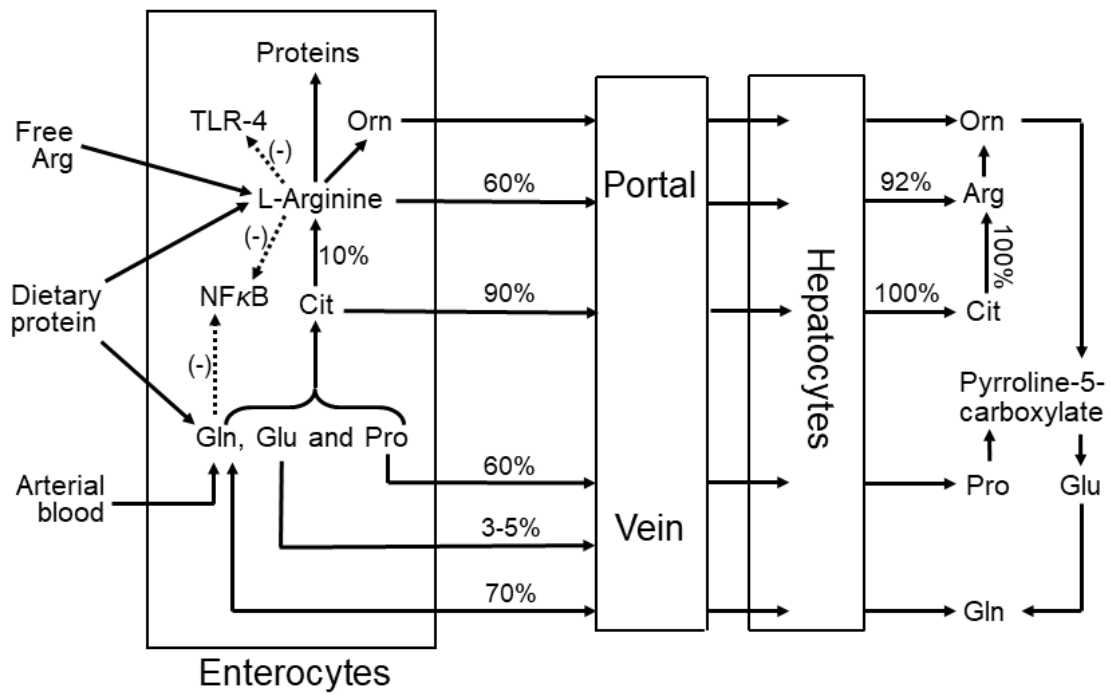 Proteins
TLR-4
Orn
Free
Arg
(-)
L-Arginine
60%
(-)
10%
Dietary
protein
NFκB
Cit
90%
(-)
Gln, Glu and Pro
60%
Arterial
blood
3-5%
70%
Enterocytes
Portal
Vein
Hepatocytes
Orn
92%
Arg
100%
100%
Cit
Pyrroline-5-
carboxylate
Pro
Glu
Gln